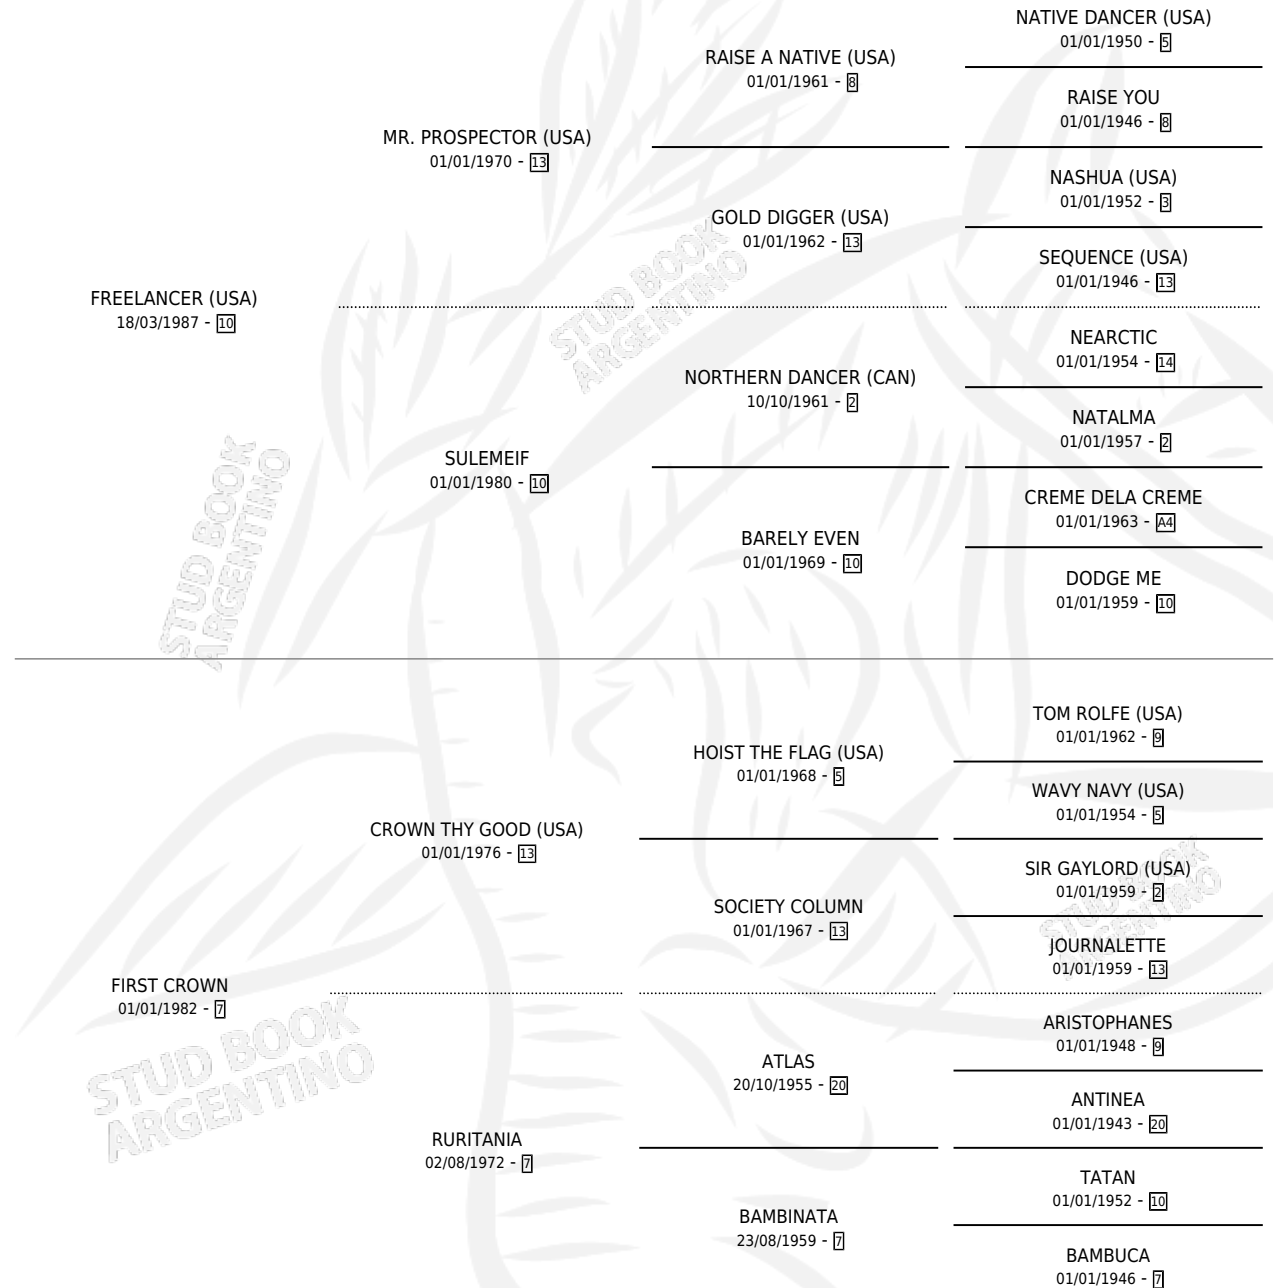 NATIVE DANCER (USA)
01/01/1950 - 5
RAISE A NATIVE (USA)
01/01/1961 - 8
RAISE YOU
01/01/1946 - 8
MR. PROSPECTOR (USA)
01/01/1970 - 13
NASHUA (USA)
01/01/1952 - 3
GOLD DIGGER (USA)
01/01/1962 - 13
SEQUENCE (USA)
01/01/1946 - 13
FREELANCER (USA)
18/03/1987 - 10
NEARCTIC
01/01/1954 - 14
NORTHERN DANCER (CAN)
10/10/1961 - 2
NATALMA
01/01/1957 - 2
SULEMEIF
01/01/1980 - 10
CREME DELA CREME
01/01/1963 - A4
BARELY EVEN
01/01/1969 - 10
DODGE ME
01/01/1959 - 10
TOM ROLFE (USA)
01/01/1962 - 9
HOIST THE FLAG (USA)
01/01/1968 - 5
WAVY NAVY (USA)
01/01/1954 - 5
CROWN THY GOOD (USA)
01/01/1976 - 13
SIR GAYLORD (USA)
01/01/1959 - 2
SOCIETY COLUMN
01/01/1967 - 13
JOURNALETTE
01/01/1959 - 13
FIRST CROWN
01/01/1982 - 7
ARISTOPHANES
01/01/1948 - 9
ATLAS
20/10/1955 - 20
ANTINEA
01/01/1943 - 20
RURITANIA
02/08/1972 - 7
TATAN
01/01/1952 - 10
BAMBINATA
23/08/1959 - 7
BAMBUCA
01/01/1946 - 7
STUD BOOK
ARGENTINO
STUD BOOK
ARGENTINO
STUD BOOK
ARGENTINO
STUD BOOK
ARGENTINO